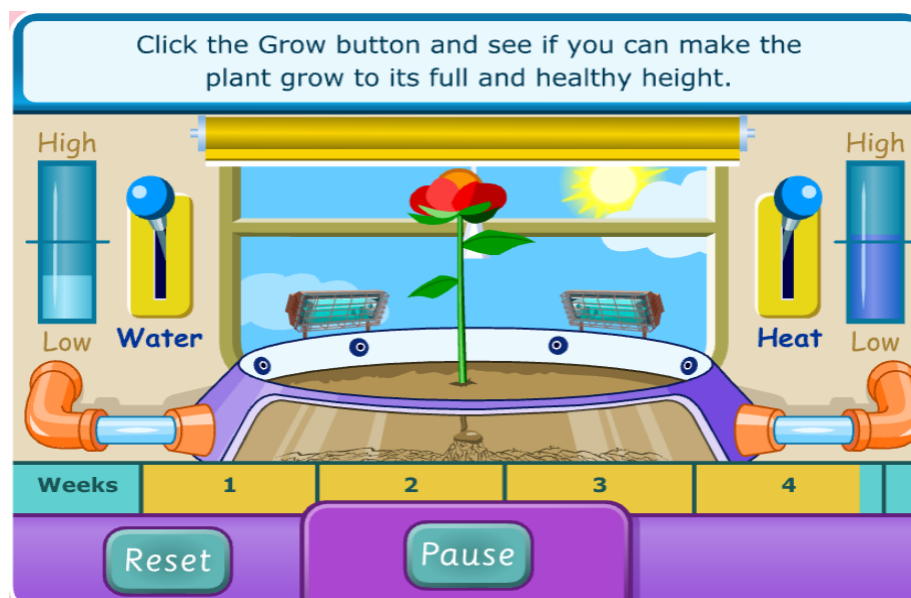 Click the Grow button and see if you can make the
plant grow to its full and healthy height.
High
High
Water
Heat
Low
Low
Weeks 1 2 3 4
Reset
Pause